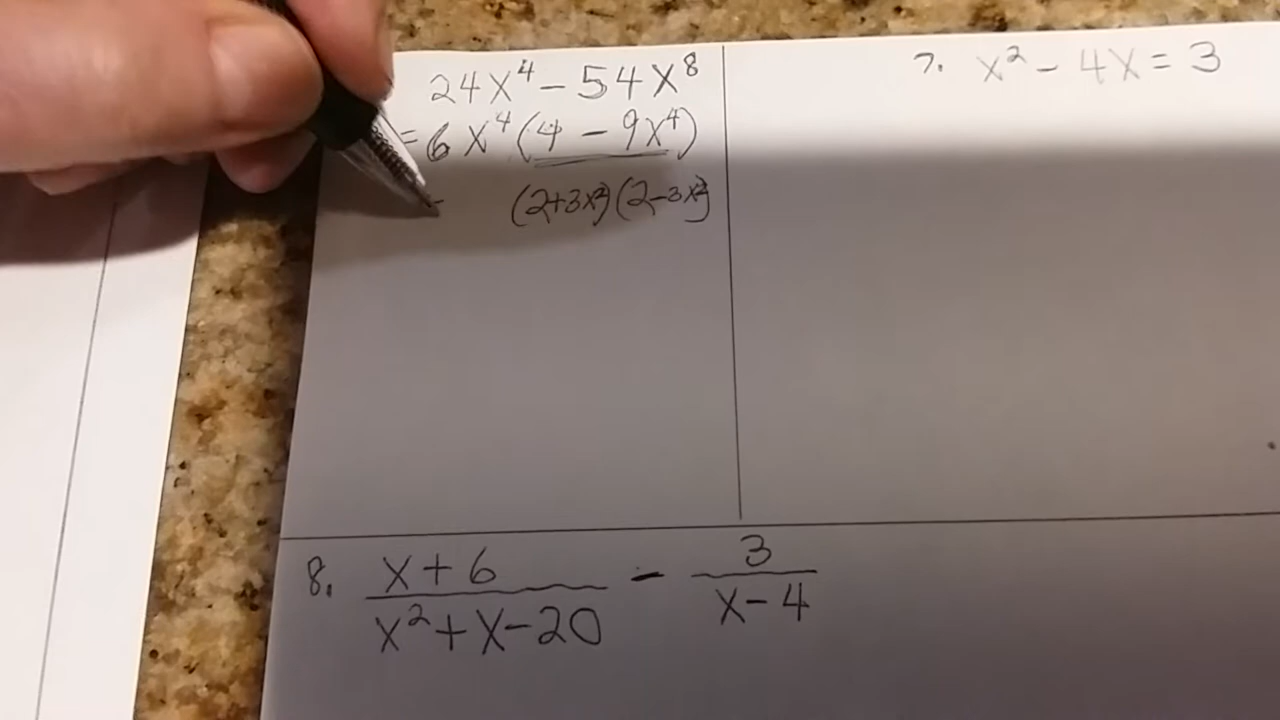 24x⁴ - 54x⁸
= 6x⁴(4 - 9x⁴)
(2+3x²)(2-3x²)
7. x² - 4x = 3
8. x+6 / x²+x-20 - 3 / x-4